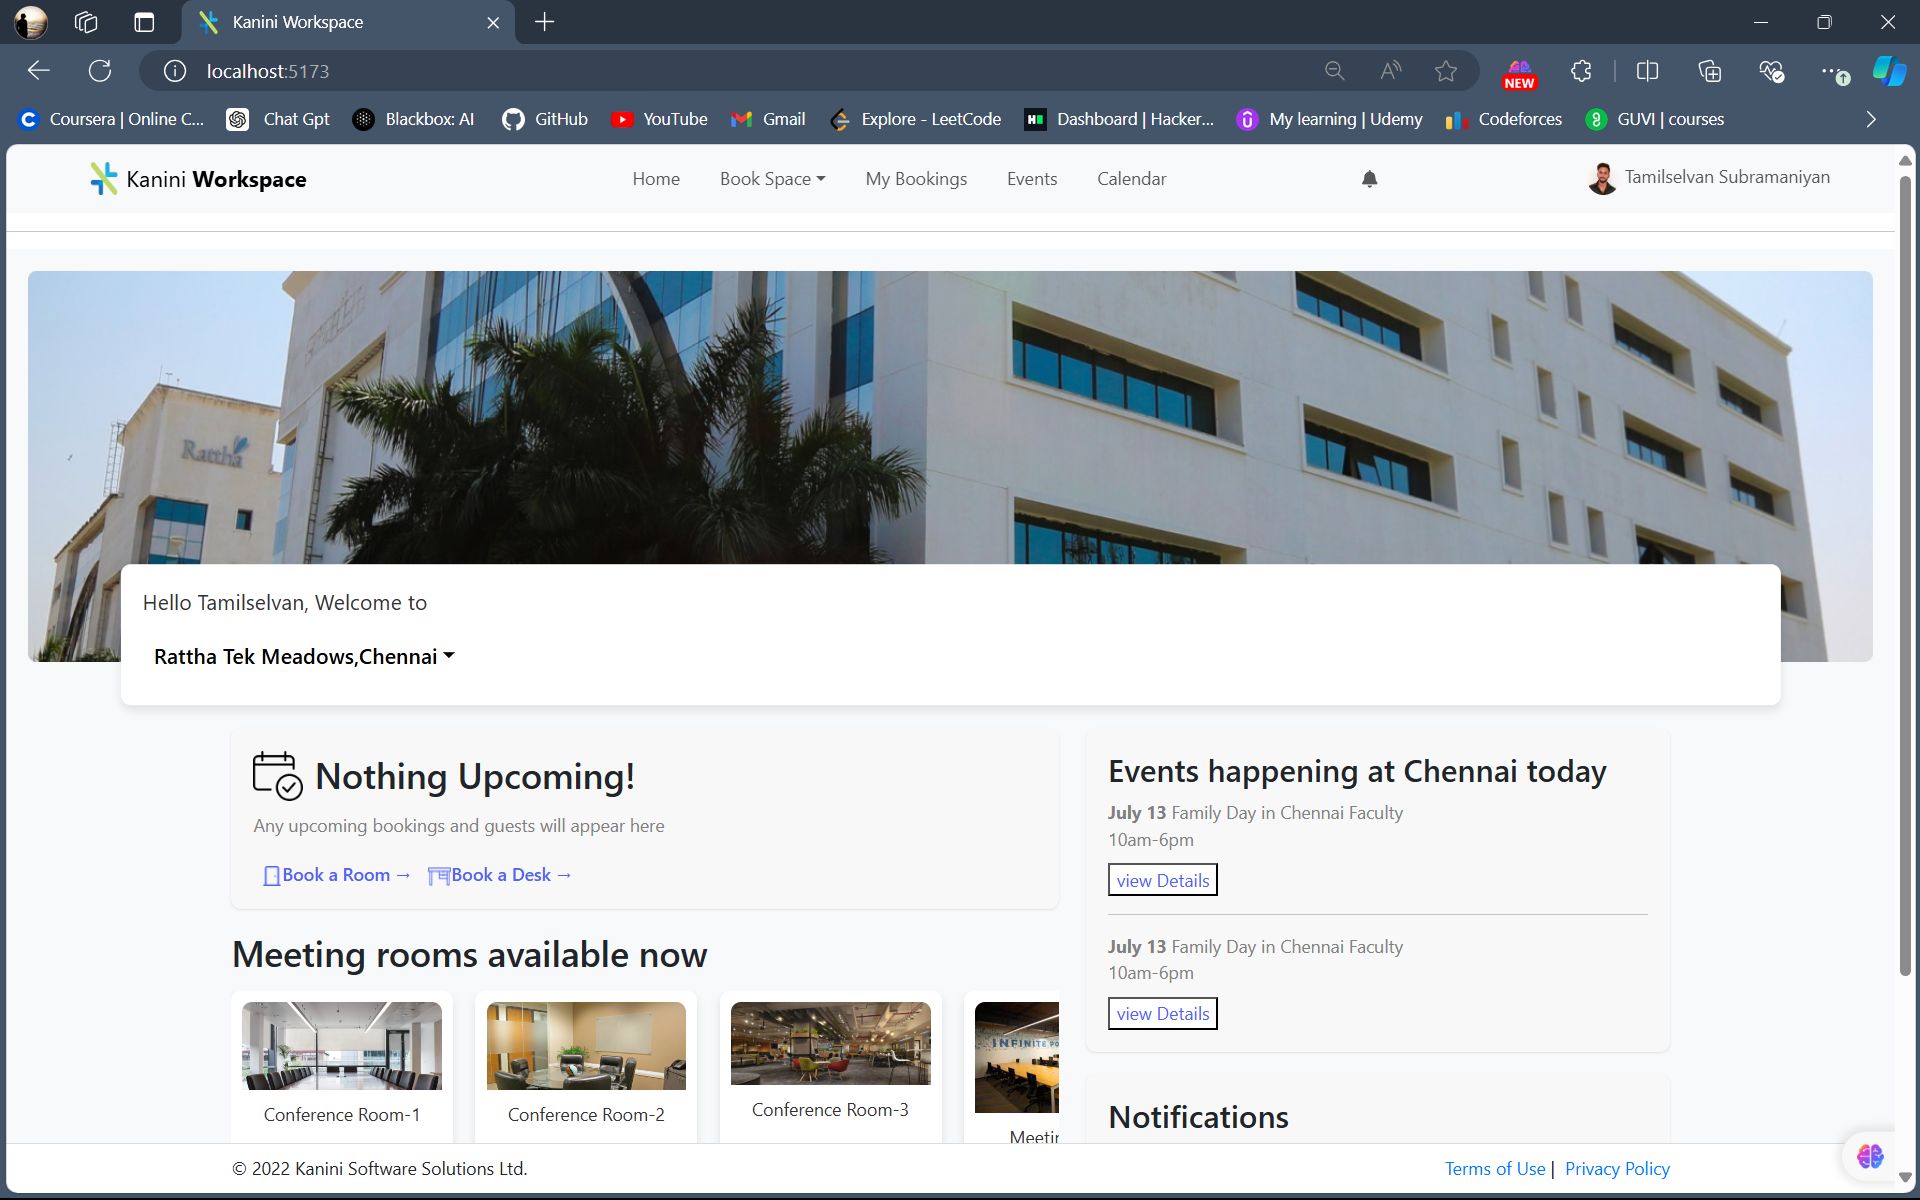 Kanini Workspace
localhost:5173
NEW
Coursera | Online C...
Chat Gpt
Blackbox: AI
GitHub
YouTube
Gmail
Explore - LeetCode
Dashboard | Hacker...
My learning | Udemy
Codeforces
GUVI | courses
Kanini Workspace
Home
Book Space
My Bookings
Events
Calendar
Tamilselvan Subramaniyan
Rattha
Hello Tamilselvan, Welcome to
Rattha Tek Meadows,Chennai
Nothing Upcoming!
Any upcoming bookings and guests will appear here
Book a Room →
Book a Desk →
Events happening at Chennai today
July 13 Family Day in Chennai Faculty
10am-6pm
view Details
July 13 Family Day in Chennai Faculty
10am-6pm
view Details
Meeting rooms available now
INFINITE PO
Conference Room-1
Conference Room-2
Conference Room-3
Meetin
Notifications
© 2022 Kanini Software Solutions Ltd.
Terms of Use | Privacy Policy